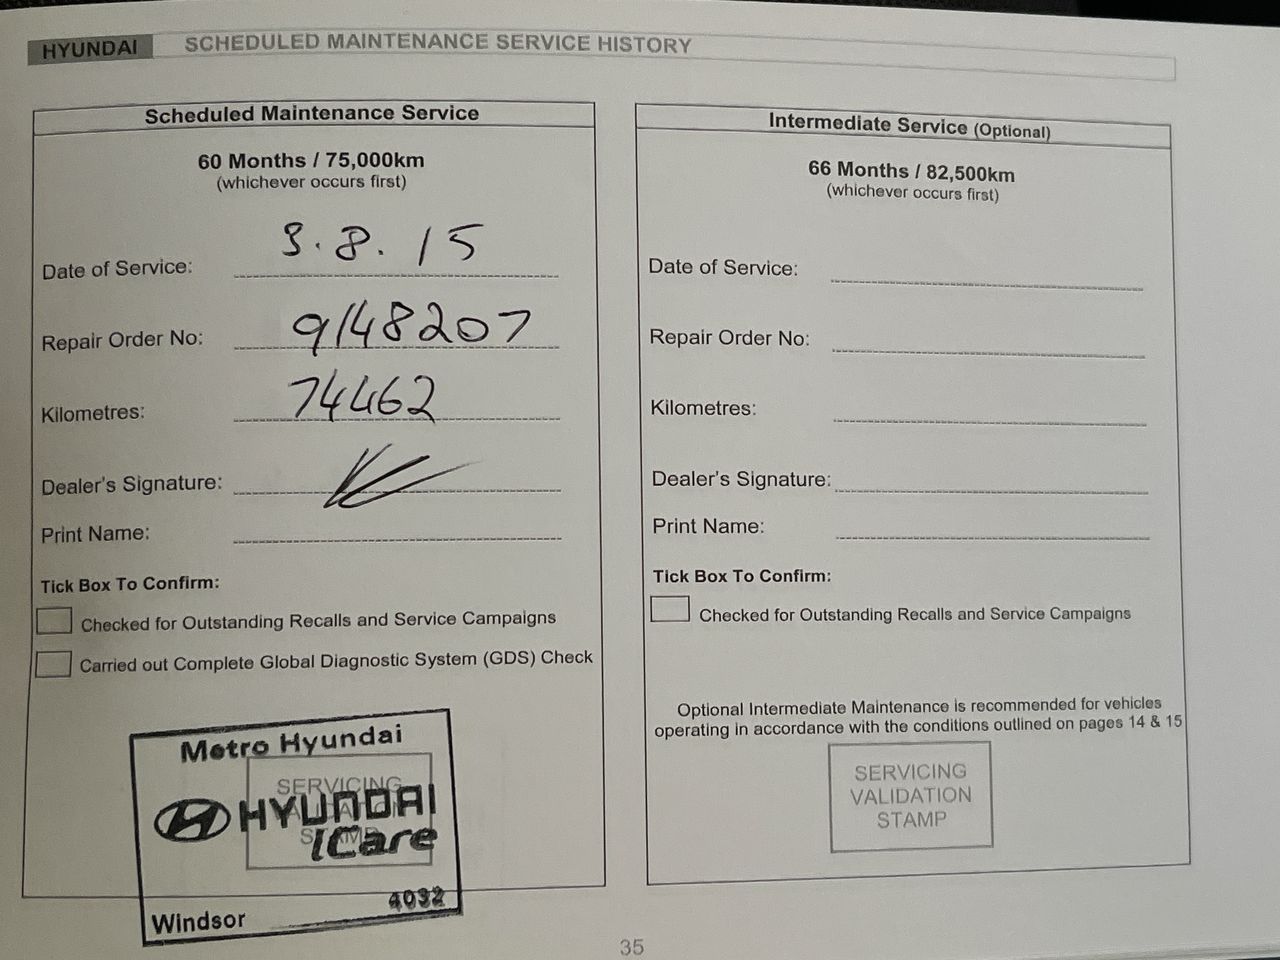 HYUNDAI SCHEDULED MAINTENANCE SERVICE HISTORY
Scheduled Maintenance Service
60 Months / 75,000km
(whichever occurs first)
Date of Service: 3.8.15
Repair Order No: 9148207
Kilometres: 74462
Dealer's Signature:
Print Name:
Tick Box To Confirm:
Checked for Outstanding Recalls and Service Campaigns
Carried out Complete Global Diagnostic System (GDS) Check
SERVICING
Metro Hyundai
HYUNDAI
iCare
4032
Windsor
Intermediate Service (Optional)
66 Months / 82,500km
(whichever occurs first)
Date of Service:
Repair Order No:
Kilometres:
Dealer's Signature:
Print Name:
Tick Box To Confirm:
Checked for Outstanding Recalls and Service Campaigns
Optional Intermediate Maintenance is recommended for vehicles
operating in accordance with the conditions outlined on pages 14 & 15
SERVICING
VALIDATION
STAMP
35